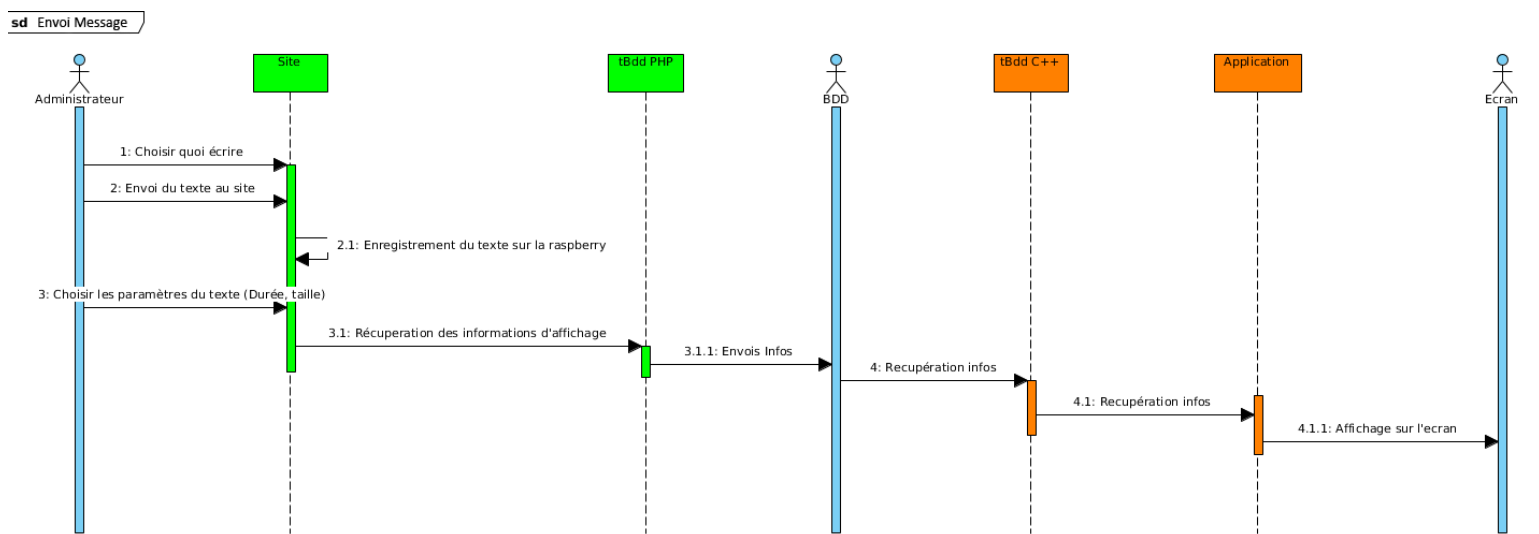 sd Envoi Message
Administrateur
Site
tBdd PHP
BDD
tBdd C++
Application
Ecran
1: Choisir quoi écrire
2: Envoi du texte au site
2.1: Enregistrement du texte sur la raspberry
3: Choisir les paramètres du texte (Durée, taille)
3.1: Récuperation des informations d'affichage
3.1.1: Envois Infos
4: Recupération infos
4.1: Recupération infos
4.1.1: Affichage sur l'ecran